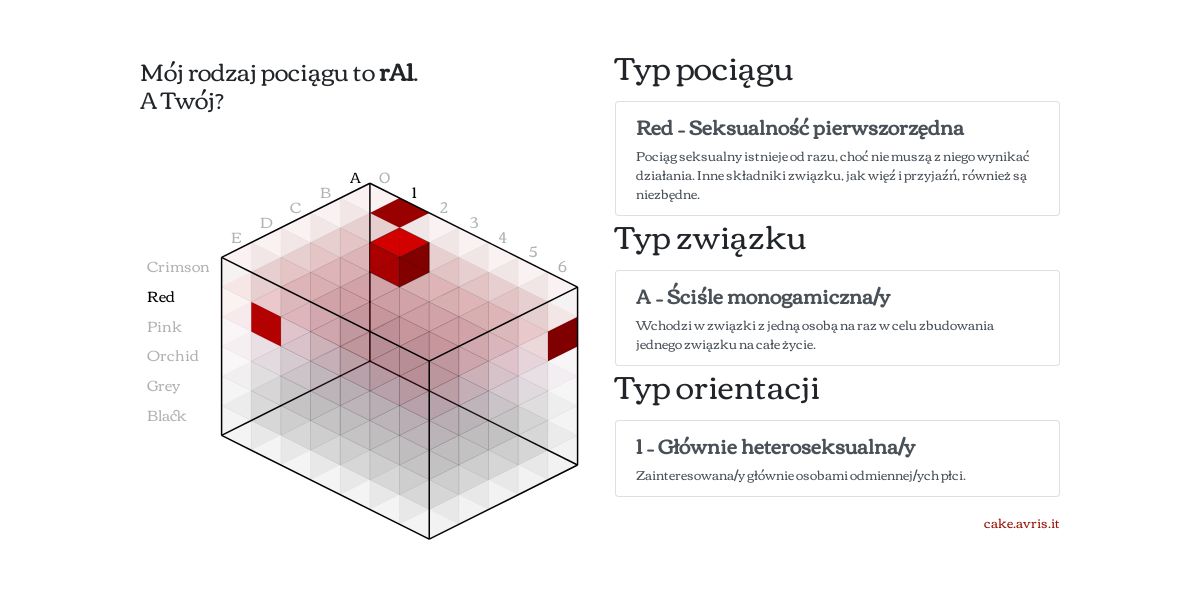 Mój rodzaj pociągu to rA1.
A Twój?
A
B
C
D
E
0
1
2
3
4
5
6
Crimson
Red
Pink
Orchid
Grey
Black
Typ pociągu
Red – Seksualność pierwszorzędna
Pociąg seksualny istnieje od razu, choć nie muszą z niego wynikać
działania. Inne składniki związku, jak więź i przyjaźń, również są
niezbędne.
Typ związku
A – Ściśle monogamiczna/y
Wchodzi w związki z jedną osobą na raz w celu zbudowania
jednego związku na całe życie.
Typ orientacji
1 – Głównie heteroseksualna/y
Zainteresowana/y głównie osobami odmiennej/ych płci.
cake.avris.it